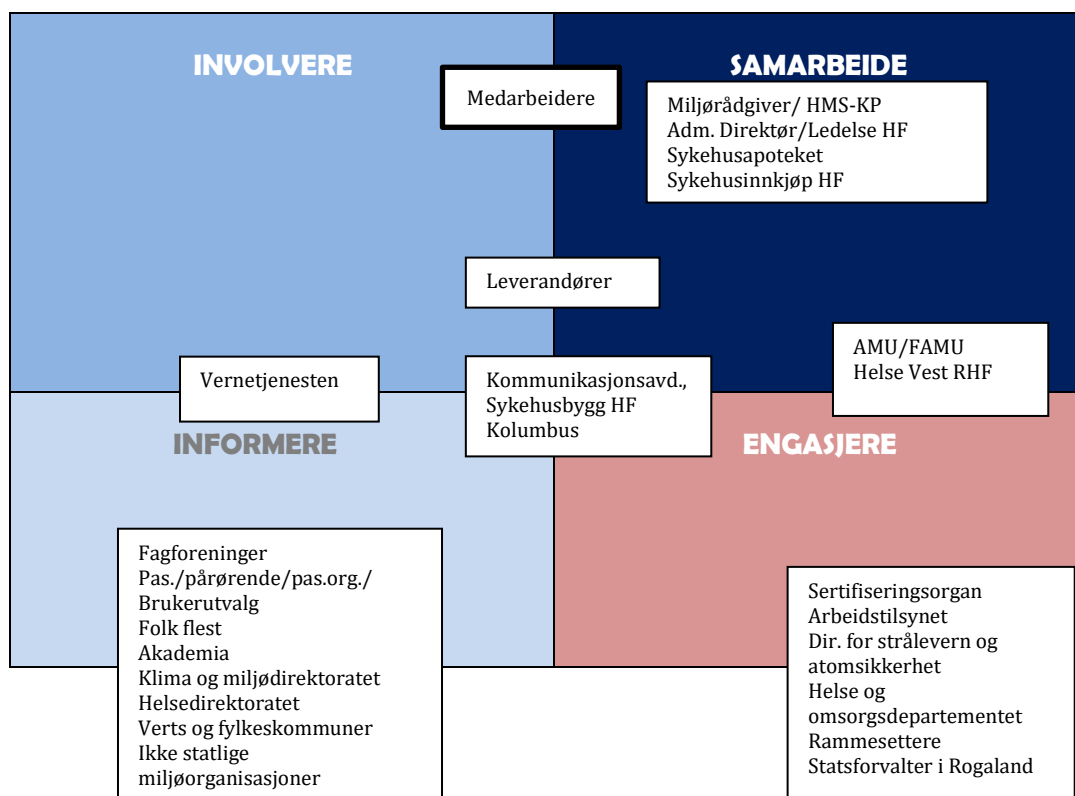 INVOLVERE
SAMARBEIDE
Medarbeidere
Miljørådgiver/ HMS-KP
Adm. Direktør/Ledelse HF
Sykehusapoteket
Sykehusinnkjøp HF
Leverandører
AMU/FAMU
Helse Vest RHF
Vernetjenesten
Kommunikasjonsavd.,
Sykehusbygg HF
Kolumbus
INFORMERE
ENGASJERE
Fagforeninger
Pas./pårørende/pas.org./
Brukerutvalg
Folk flest
Akademia
Klima og miljødirektoratet
Helsedirektoratet
Verts og fylkeskommuner
Ikke statlige
miljøorganisasjoner
Sertifiseringsorgan
Arbeidstilsynet
Dir. for strålevern og
atomsikkerhet
Helse og
omsorgsdepartementet
Rammesettere
Statsforvalter i Rogaland